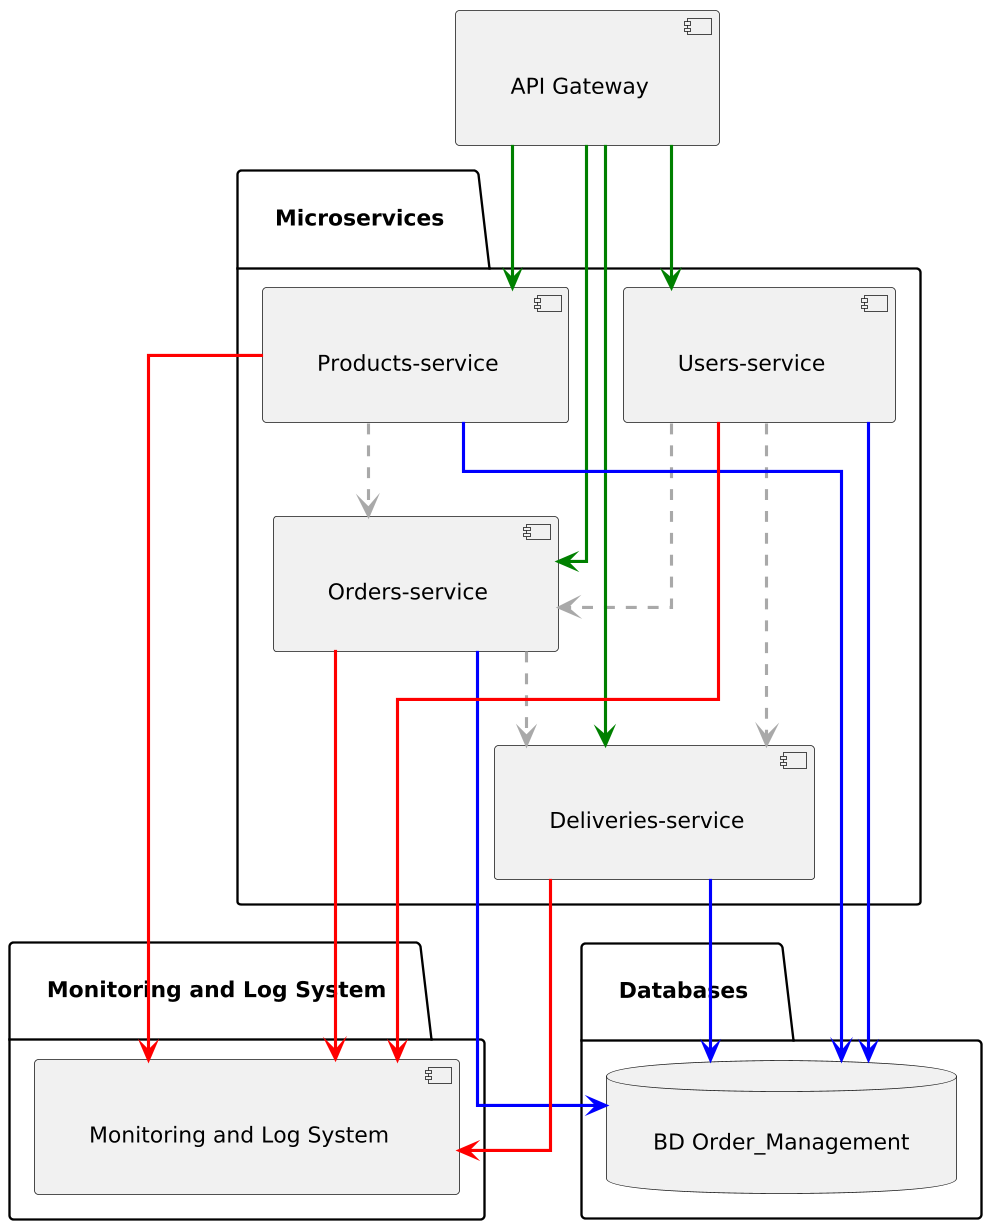 API Gateway
Microservices
Products-service
Users-service
Orders-service
Deliveries-service
Monitoring and Log System
Databases
Monitoring and Log System
BD Order_Management